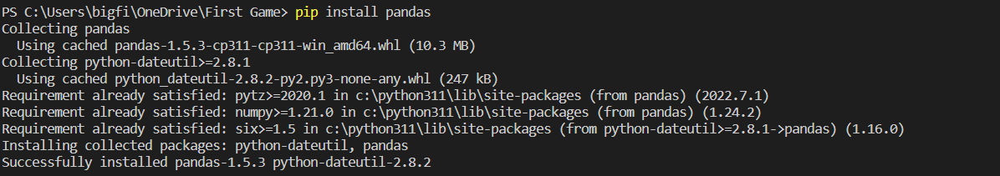 PS C:\Users\bigfi\OneDrive\First Game> pip install pandas
Collecting pandas
  Using cached pandas-1.5.3-cp311-cp311-win_amd64.whl (10.3 MB)
Collecting python-dateutil>=2.8.1
  Using cached python_dateutil-2.8.2-py2.py3-none-any.whl (247 kB)
Requirement already satisfied: pytz>=2020.1 in c:\python311\lib\site-packages (from pandas) (2022.7.1)
Requirement already satisfied: numpy>=1.21.0 in c:\python311\lib\site-packages (from pandas) (1.24.2)
Requirement already satisfied: six>=1.5 in c:\python311\lib\site-packages (from python-dateutil>=2.8.1->pandas) (1.16.0)
Installing collected packages: python-dateutil, pandas
Successfully installed pandas-1.5.3 python-dateutil-2.8.2